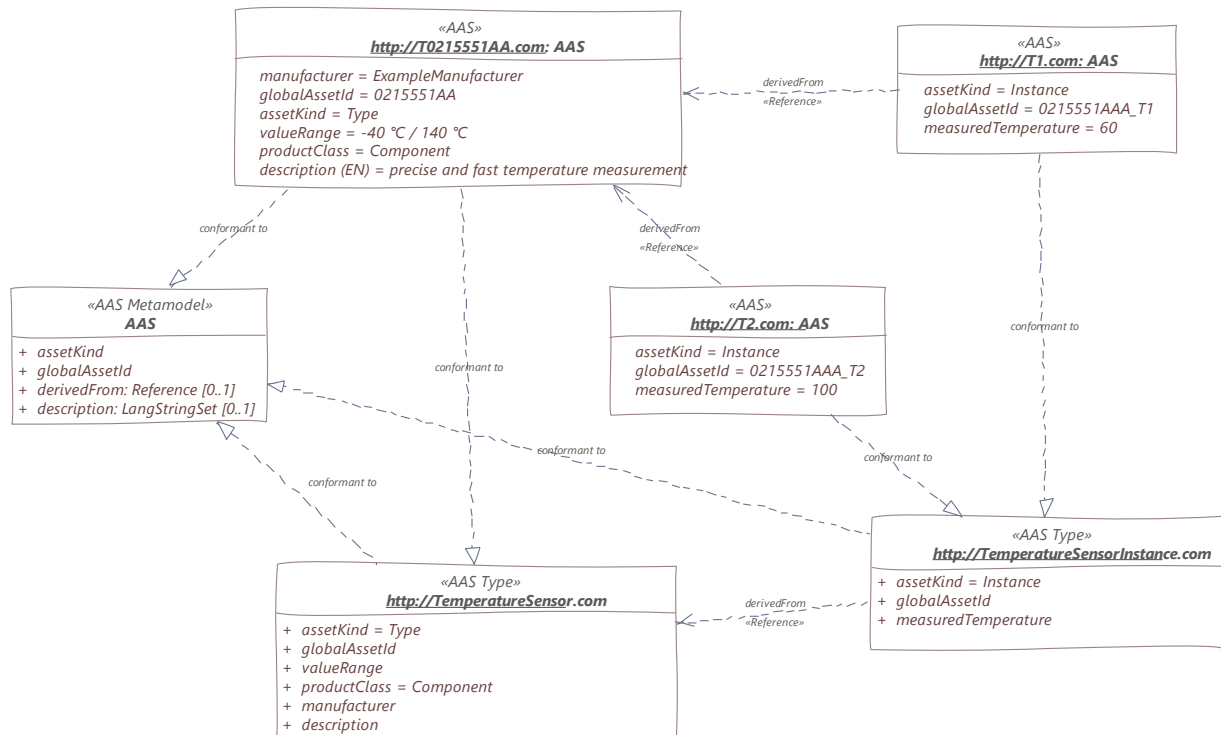 «AAS»
http://T0215551AA.com: AAS
manufacturer = ExampleManufacturer
globalAssetId = 0215551AA
assetKind = Type
valueRange = -40 °C / 140 °C
productClass = Component
description (EN) = precise and fast temperature measurement
derivedFrom
«Reference»
«AAS»
http://T1.com: AAS
assetKind = Instance
globalAssetId = 0215551AAA_T1
measuredTemperature = 60
conformant to
derivedFrom
«Reference»
«AAS Metamodel»
AAS
+ assetKind
+ globalAssetId
+ derivedFrom: Reference [0..1]
+ description: LangStringSet [0..1]
«AAS»
http://T2.com: AAS
assetKind = Instance
globalAssetId = 0215551AAA_T2
measuredTemperature = 100
conformant to
conformant to
conformant to
conformant to
conformant to
«AAS Type»
http://TemperatureSensorInstance.com
+ assetKind = Instance
+ globalAssetId
+ measuredTemperature
derivedFrom
«Reference»
«AAS Type»
http://TemperatureSensor.com
+ assetKind = Type
+ globalAssetId
+ valueRange
+ productClass = Component
+ manufacturer
+ description